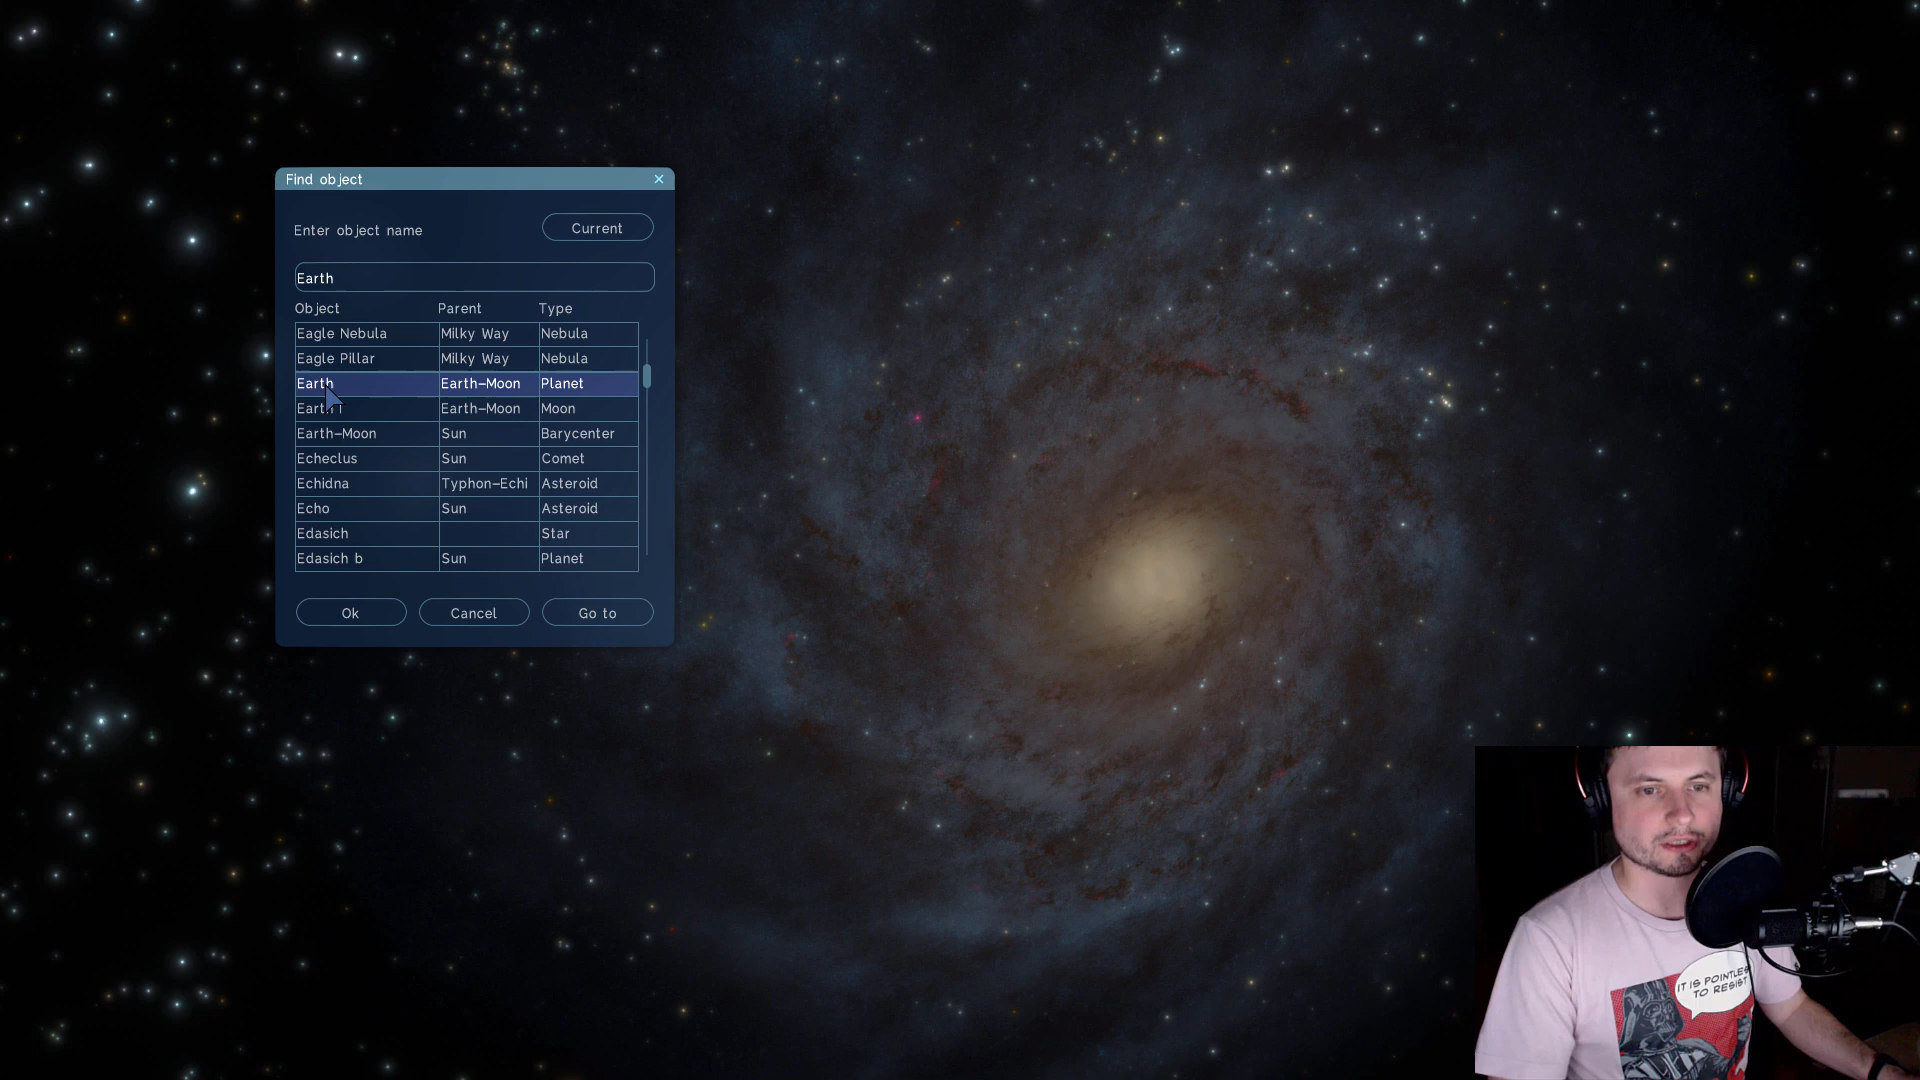 Find object
Enter object name
Current
Earth
Object Parent Type
Eagle Nebula Milky Way Nebula
Eagle Pillar Milky Way Nebula
Earth Earth-Moon Planet
Earth-Moon Moon
Earth-Moon Sun Barycenter
Echeclus Sun Comet
Echidna Typhon-Echi Asteroid
Echo Sun Asteroid
Edasich Star
Edasich b Sun Planet
Ok Cancel Go to
IT IS POINTLESS
TO RESIST